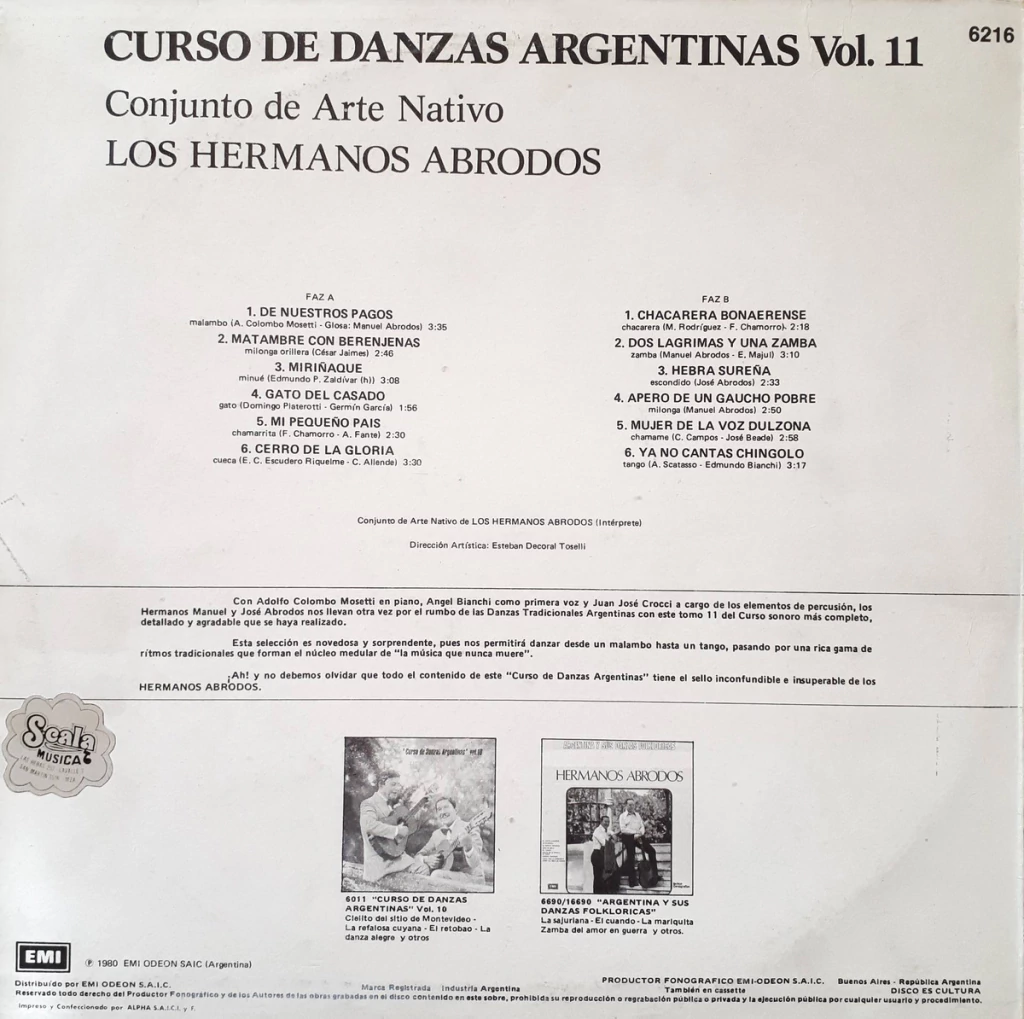 CURSO DE DANZAS ARGENTINAS Vol. 11
6216
Conjunto de Arte Nativo
LOS HERMANOS ABRODOS
FAZ A
1. DE NUESTROS PAGOS
malambo (A. Colombo Mosetti - Glosa: Manuel Abrodos) 3:35
2. MATAMBRE CON BERENJENAS
milonga orillera (César Jaimes) 2:46
3. MIRIÑAQUE
minué (Edmundo P. Zaldívar (h)) 3:08
4. GATO DEL CASADO
gato (Domingo Platerotti - Germín García) 1:56
5. MI PEQUEÑO PAIS
chamarrita (F. Chamorro - A. Fante) 2:30
6. CERRO DE LA GLORIA
cueca (E. C. Escudero Riquelme - C. Allende) 3:30
FAZ B
1. CHACARERA BONAERENSE
chacarera (M. Rodríguez - F. Chamorro). 2:18
2. DOS LAGRIMAS Y UNA ZAMBA
zamba (Manuel Abrodos - E. Majul) 3:10
3. HEBRA SUREÑA
escondido (José Abrodos) 2:33
4. APERO DE UN GAUCHO POBRE
milonga (Manuel Abrodos) 2:50
5. MUJER DE LA VOZ DULZONA
chamame (C. Campos - José Beade) 2:58
6. YA NO CANTAS CHINGOLO
tango (A. Scatasso - Edmundo Bianchi) 3:17
Conjunto de Arte Nativo de LOS HERMANOS ABRODOS (Intérprete)
Dirección Artística: Esteban Decoral Toselli
Con Adolfo Colombo Mosetti en piano, Angel Bianchi como primera voz y Juan José Crocci a cargo de los elementos de percusión, los
Hermanos Manuel y José Abrodos nos llevan otra vez por el rumbo de las Danzas Tradicionales Argentinas con este tomo 11 del Curso sonoro más completo,
detallado y agradable que se haya realizado.
Esta selección es novedosa y sorprendente, pues nos permitirá danzar desde un malambo hasta un tango, pasando por una rica gama de
rítmos tradicionales que forman el núcleo medular de "la música que nunca muere".
¡Ah! y no debemos olvidar que todo el contenido de este "Curso de Danzas Argentinas" tiene el sello inconfundible e insuperable de los
HERMANOS ABRODOS.
Scala
MUSICA
"Curso de Danzas Argentinas" vol. 10
ARGENTINA Y SUS DANZAS FOLKLORICAS
HERMANOS ABRODOS
EMI
6011 "CURSO DE DANZAS
ARGENTINAS" Vol. 10
Cielito del sitio de Montevideo -
La refalosa cuyana - El retobao - La
danza alegre y otros
6690/16690 "ARGENTINA Y SUS
DANZAS FOLKLORICAS"
La sajuriana - El cuando - La mariquita
Zamba del amor en guerra y otros.
EMI
℗ 1980 EMI ODEON SAIC (Argentina)
Distribuído por EMI ODEON S.A.I.C.
Marca Registrada Industria Argentina
PRODUCTOR FONOGRAFICO EMI-ODEON S.A.I.C. Buenos Aires - República Argentina
También en cassette
DISCO ES CULTURA
Reservado todo derecho del Productor Fonográfico y de los Autores de las obras grabadas en el disco contenido en este sobre, prohibida su reproducción o regrabación pública o privada y la ejecución pública por cualquier usuario y procedimiento.
Impreso y Confeccionado por ALPHA S.A.I.C.I. y F.